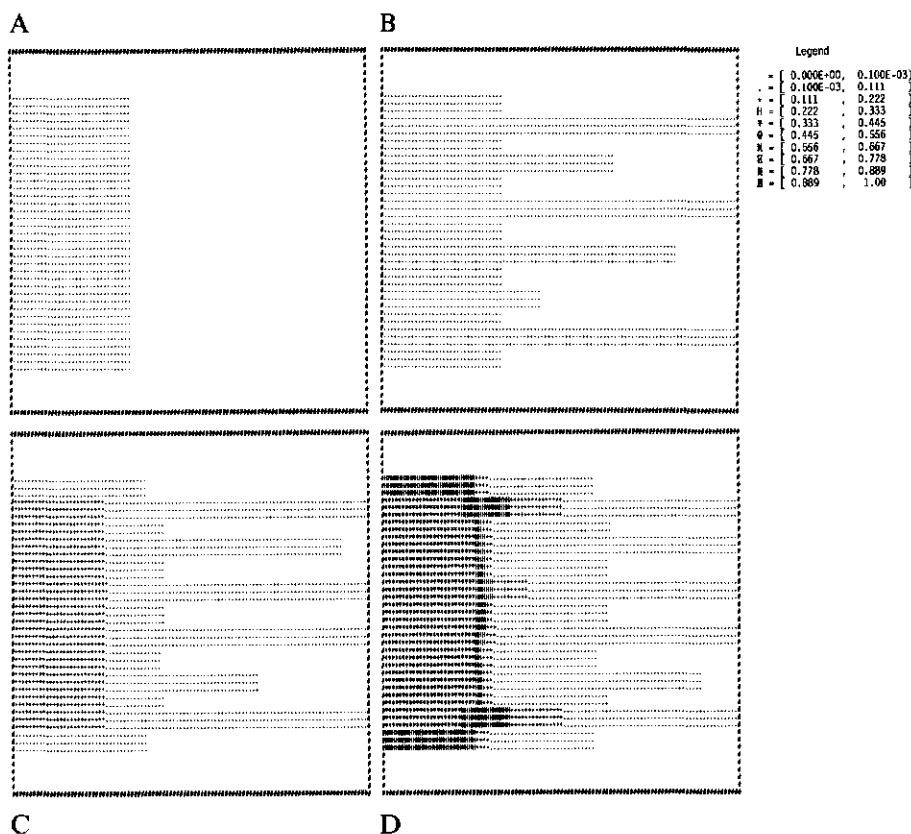 A
B
Legend
= [ 0.000E+00, 0.100E-03]
. = [ 0.100E-03, 0.111 ]
+ = [ 0.111 , 0.222 ]
H = [ 0.222 , 0.333 ]
= [ 0.333 , 0.445 ]
= [ 0.445 , 0.556 ]
= [ 0.556 , 0.667 ]
= [ 0.667 , 0.778 ]
= [ 0.778 , 0.889 ]
= [ 0.889 , 1.00 ]
C
D